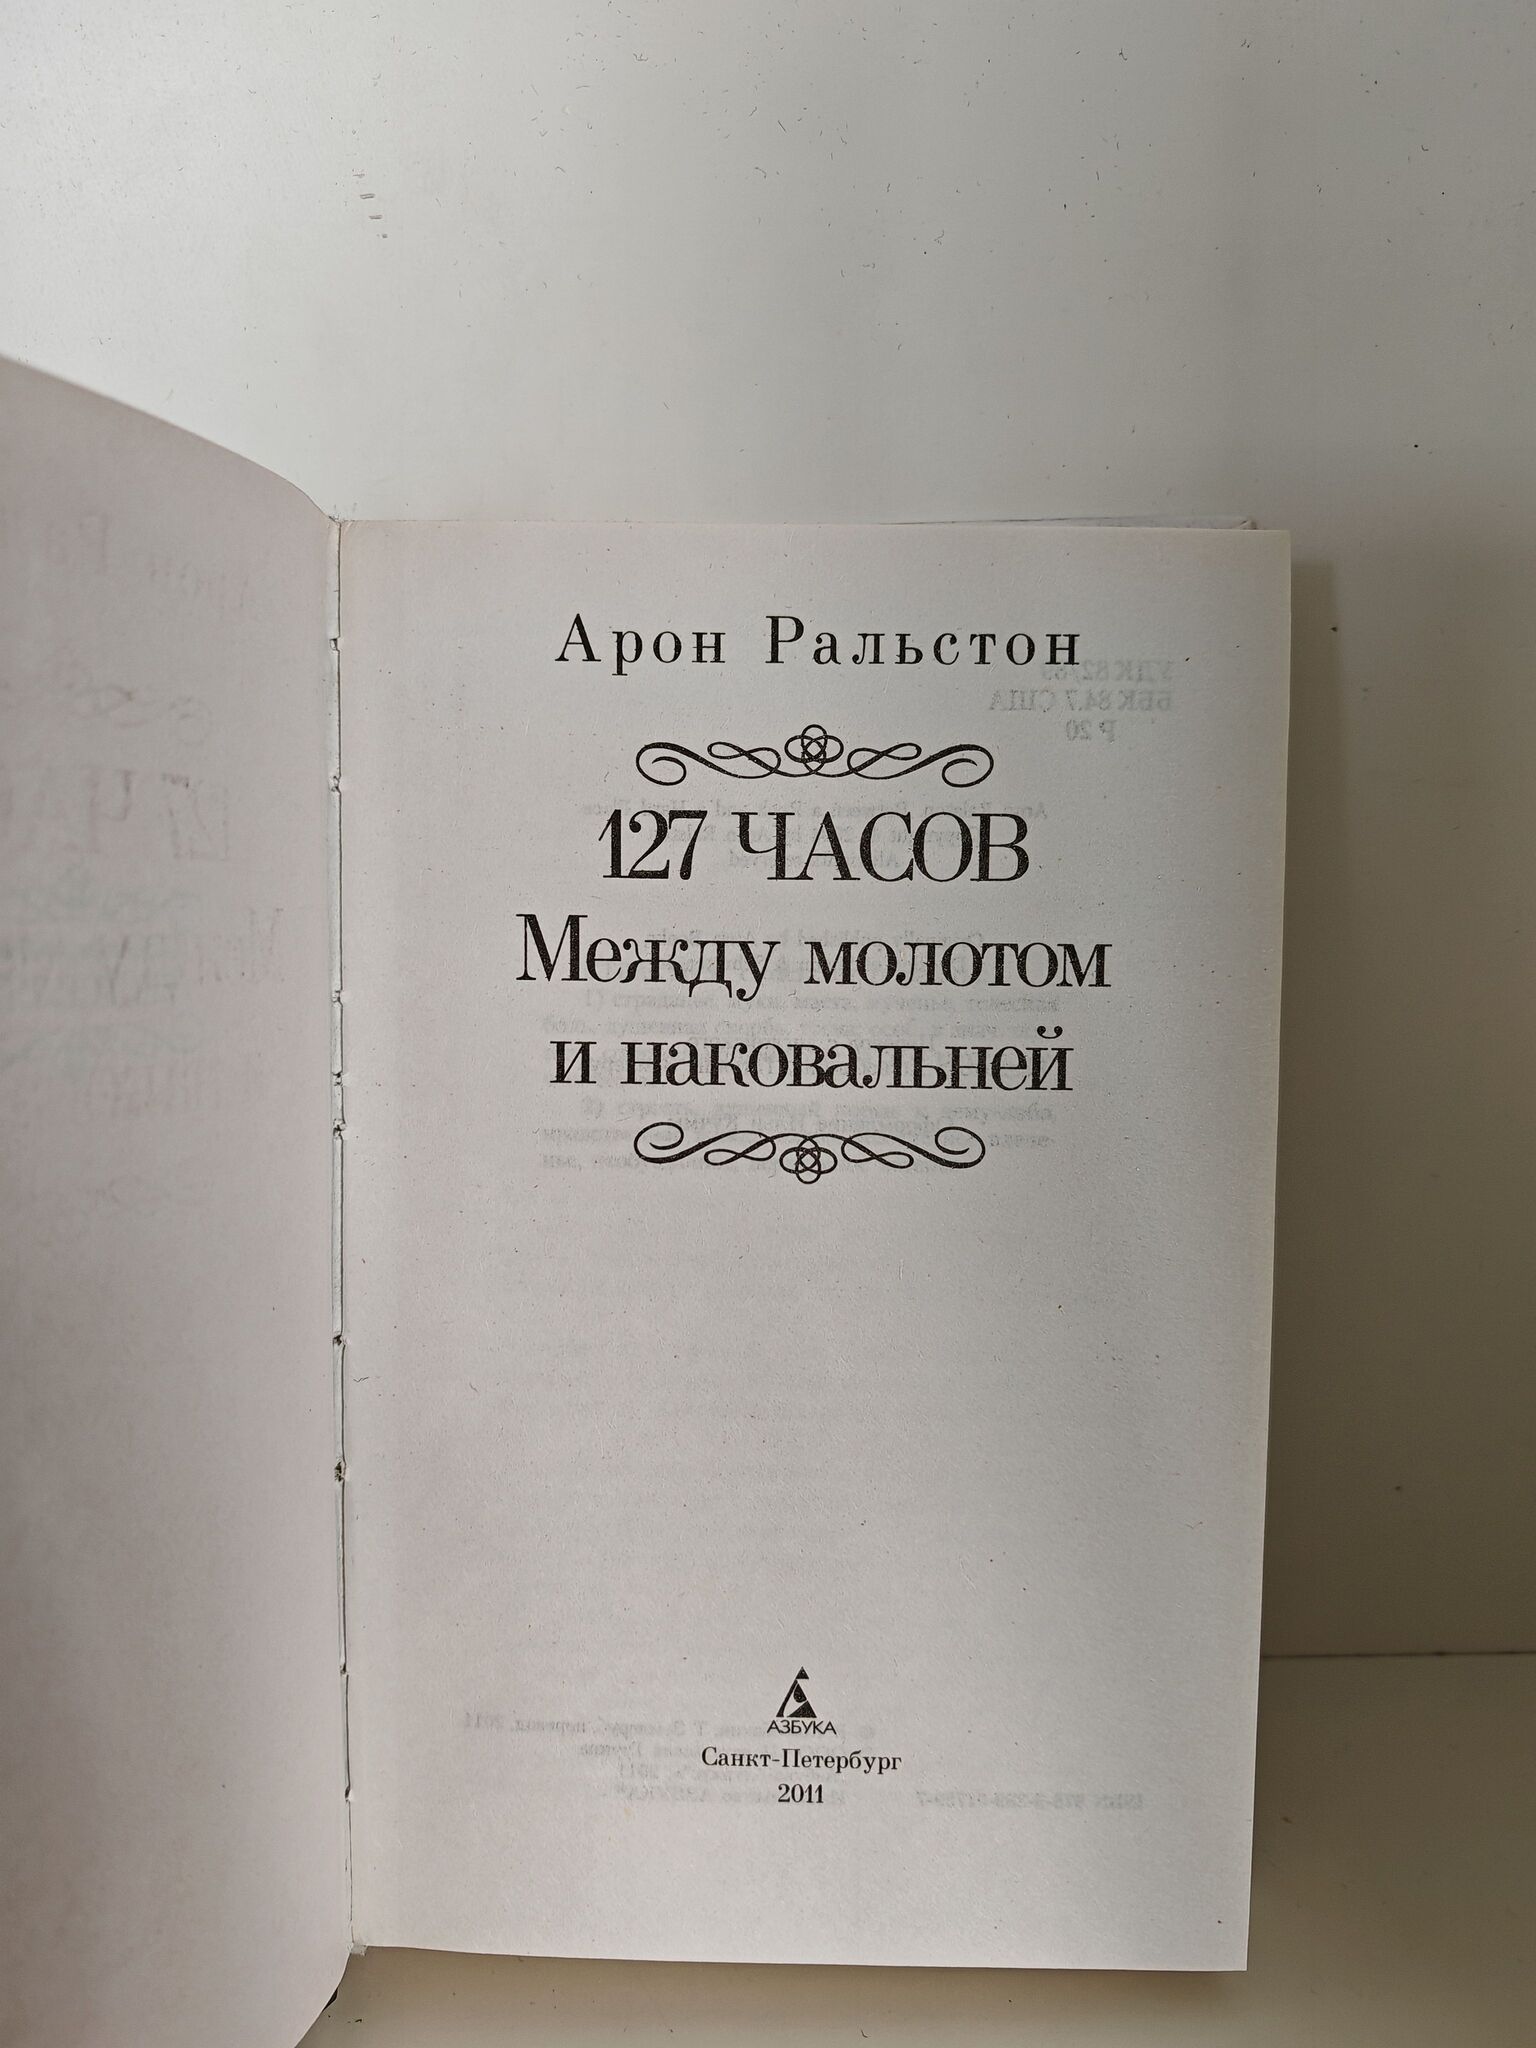 Арон Ральстон
127 ЧАСОВ
Между молотом
и наковальней
АЗБУКА
Санкт-Петербург
2011